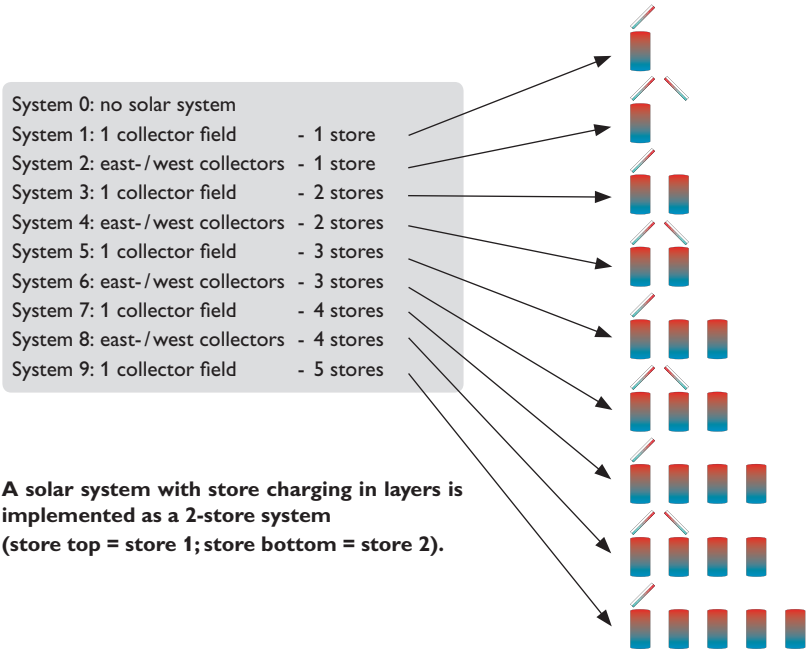 System 0: no solar system
System 1: 1 collector field - 1 store
System 2: east-/west collectors - 1 store
System 3: 1 collector field - 2 stores
System 4: east-/west collectors - 2 stores
System 5: 1 collector field - 3 stores
System 6: east-/west collectors - 3 stores
System 7: 1 collector field - 4 stores
System 8: east-/west collectors - 4 stores
System 9: 1 collector field - 5 stores
A solar system with store charging in layers is
implemented as a 2-store system
(store top = store 1; store bottom = store 2).